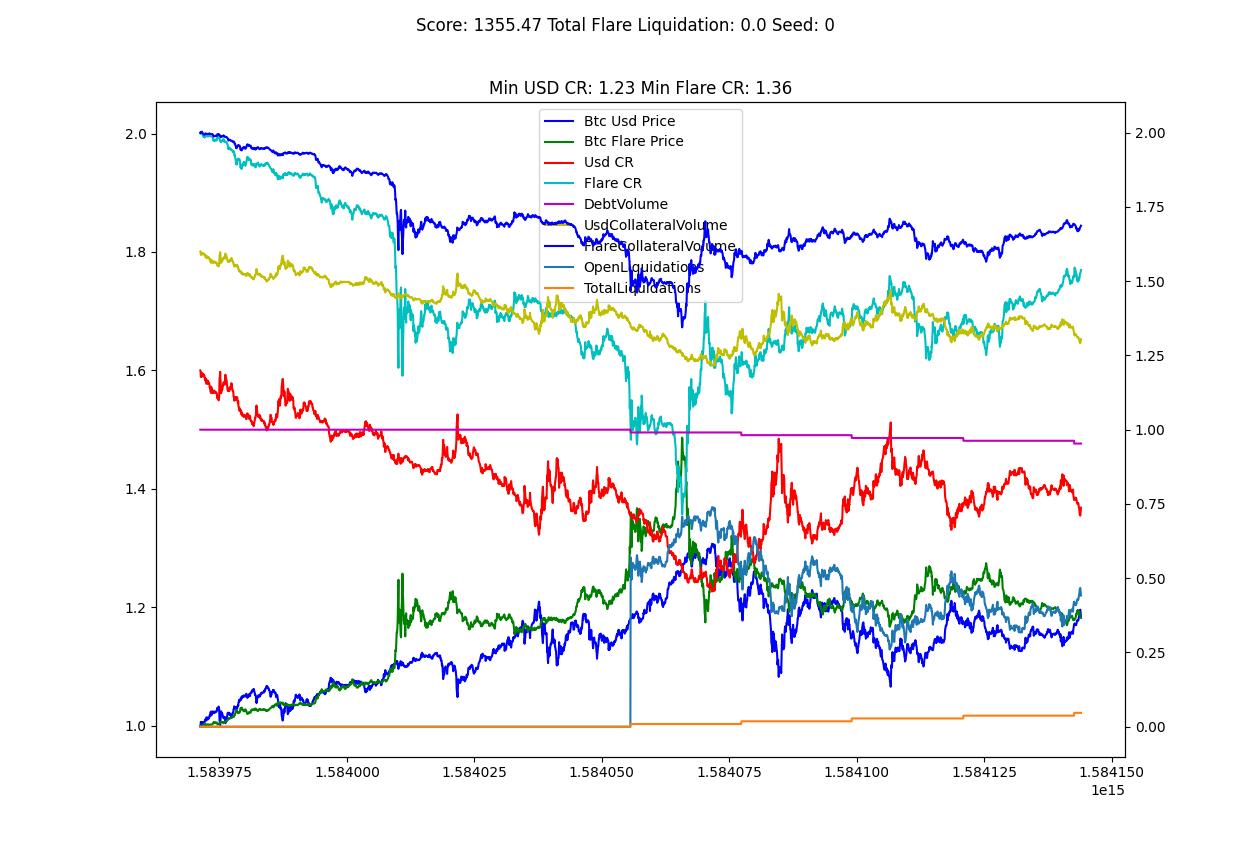 Score: 1355.47 Total Flare Liquidation: 0.0 Seed: 0
Min USD CR: 1.23 Min Flare CR: 1.36
Btc Usd Price
Btc Flare Price
Usd CR
Flare CR
DebtVolume
UsdCollateralVolume
FlareCollateralVolume
OpenLiquidations
TotalLiquidations
2.0
1.8
1.6
1.4
1.2
1.0
2.00
1.75
1.50
1.25
1.00
0.75
0.50
0.25
0.00
1.583975 1.584000 1.584025 1.584050 1.584075 1.584100 1.584125 1.584150
1e15